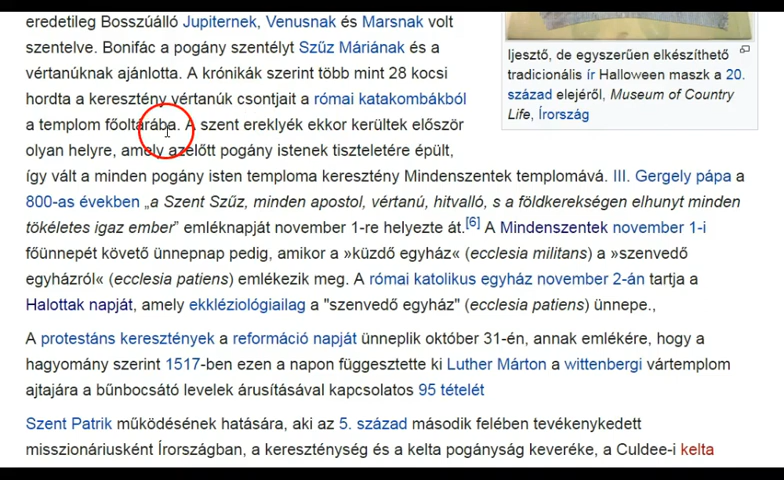 eredetileg Bosszúálló Jupiternek, Venusnak és Marsnak volt
szentelve. Bonifác a pogány szentélyt Szűz Máriának és a
vértanúknak ajánlotta. A krónikák szerint több mint 28 kocsi
hordta a keresztény vértanúk csontjait a római katakombákból
a templom főoltárába. A szent ereklyék ekkor kerültek először
olyan helyre, amely azelőtt pogány istenek tiszteletére épült,
így vált a minden pogány isten temploma keresztény Mindenszentek templomává. III. Gergely pápa a
800-as években „a Szent Szűz, minden apostol, vértanú, hitvalló, s a földkerekségen elhunyt minden
tökéletes igaz ember” emléknapját november 1-re helyezte át.[6] A Mindenszentek november 1-i
főünnepét követő ünnepnap pedig, amikor a »küzdő egyház« (ecclesia militans) a »szenvedő
egyházról« (ecclesia patiens) emlékezik meg. A római katolikus egyház november 2-án tartja a
Halottak napját, amely ekkléziológiailag a "szenvedő egyház" (ecclesia patiens) ünnepe.,
A protestáns keresztények a reformáció napját ünneplik október 31-én, annak emlékére, hogy a
hagyomány szerint 1517-ben ezen a napon függesztette ki Luther Márton a wittenbergi vártemplom
ajtajára a bűnbocsátó levelek árusításával kapcsolatos 95 tételét
Szent Patrik működésének hatására, aki az 5. század második felében tevékenykedett
misszionáriusként Írországban, a kereszténység és a kelta pogányság keveréke, a Culdee-i kelta
Ijesztő, de egyszerűen elkészíthető
tradicionális ír Halloween maszk a 20.
század elejéről, Museum of Country
Life, Írország